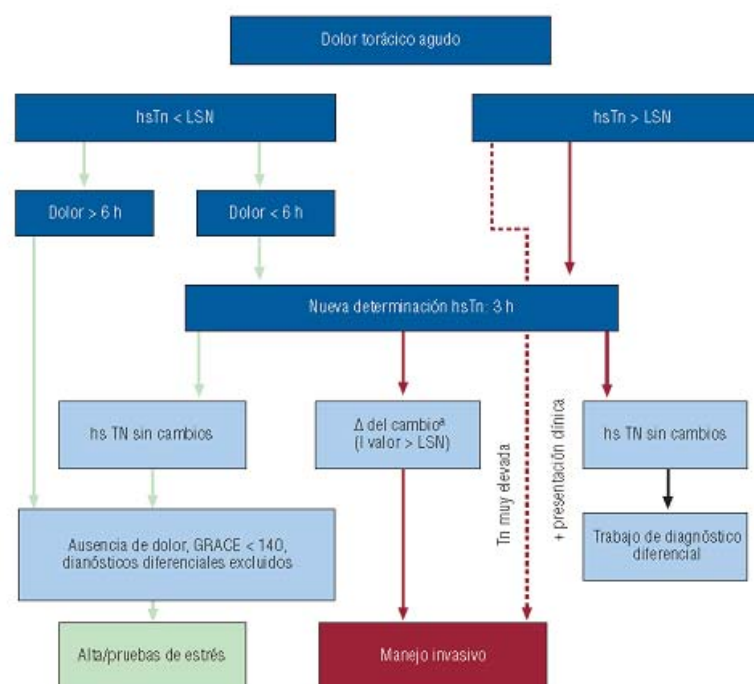 Dolor torácico agudo
hsTn < LSN
hsTn > LSN
Dolor > 6 h
Dolor < 6 h
Nueva determinación hsTn: 3 h
hs TN sin cambios
Δ del cambioª
(I valor > LSN)
Tn muy elevada
+ presentación clínica
hs TN sin cambios
Ausencia de dolor, GRACE < 140,
dianósticos diferenciales excluidos
Trabajo de diagnóstico
diferencial
Alta/pruebas de estrés
Manejo invasivo